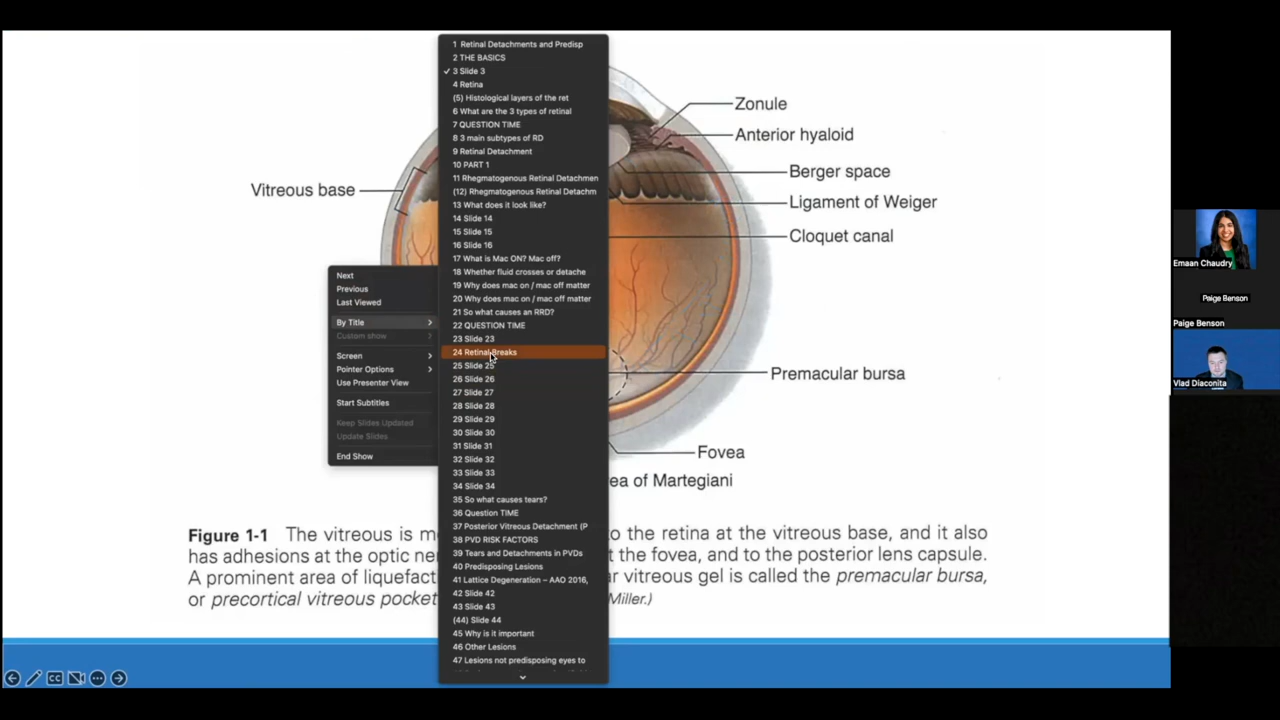 Vitreous base
Zonule
Anterior hyaloid
Berger space
Ligament of Weiger
Cloquet canal
Premacular bursa
Fovea
ea of Martegiani
Figure 1-1 The vitreous is m
o the retina at the vitreous base, and it also
has adhesions at the optic ner
t the fovea, and to the posterior lens capsule.
A prominent area of liquefact
ar vitreous gel is called the premacular bursa,
or precortical vitreous pocket
Miller.)
Next
Previous
Last Viewed
By Title
Custom show
Screen
Pointer Options
Use Presenter View
Start Subtitles
Keep Slides Updated
Update Slides
End Show
1 Retinal Detachments and Predisp
2 THE BASICS
✓ 3 Slide 3
4 Retina
(5) Histological layers of the ret
6 What are the 3 types of retinal
7 QUESTION TIME
8 3 main subtypes of RD
9 Retinal Detachment
10 PART 1
11 Rhegmatogenous Retinal Detachmen
(12) Rhegmatogenous Retinal Detachm
13 What does it look like?
14 Slide 14
15 Slide 15
16 Slide 16
17 What is Mac ON? Mac off?
18 Whether fluid crosses or detache
19 Why does mac on / mac off matter
20 Why does mac on / mac off matter
21 So what causes an RRD?
22 QUESTION TIME
23 Slide 23
24 Retinal Breaks
25 Slide 25
26 Slide 26
27 Slide 27
28 Slide 28
29 Slide 29
30 Slide 30
31 Slide 31
32 Slide 32
33 Slide 33
34 Slide 34
35 So what causes tears?
36 Question TIME
37 Posterior Vitreous Detachment (P
38 PVD RISK FACTORS
39 Tears and Detachments in PVDs
40 Predisposing Lesions
41 Lattice Degeneration – AAO 2016,
42 Slide 42
43 Slide 43
(44) Slide 44
45 Why is it important
46 Other Lesions
47 Lesions not predisposing eyes to
CC
Emaan Chaudry
Paige Benson
Paige Benson
Vlad Diaconita